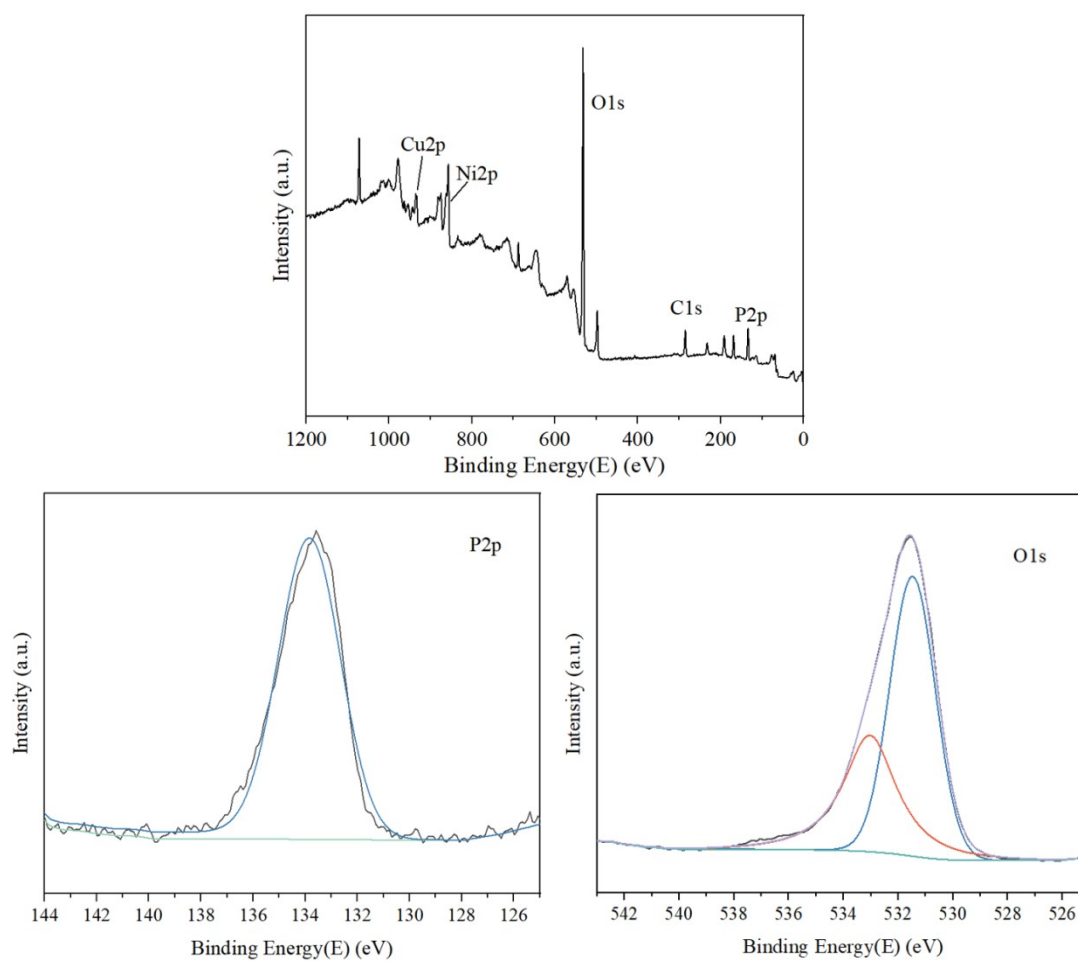 O1s
Cu2p
Ni2p
C1s
P2p
Intensity (a.u.)
1200 1000 800 600 400 200 0
Binding Energy(E) (eV)
P2p
Intensity (a.u.)
144 142 140 138 136 134 132 130 128 126
Binding Energy(E) (eV)
O1s
Intensity (a.u.)
542 540 538 536 534 532 530 528 526
Binding Energy(E) (eV)